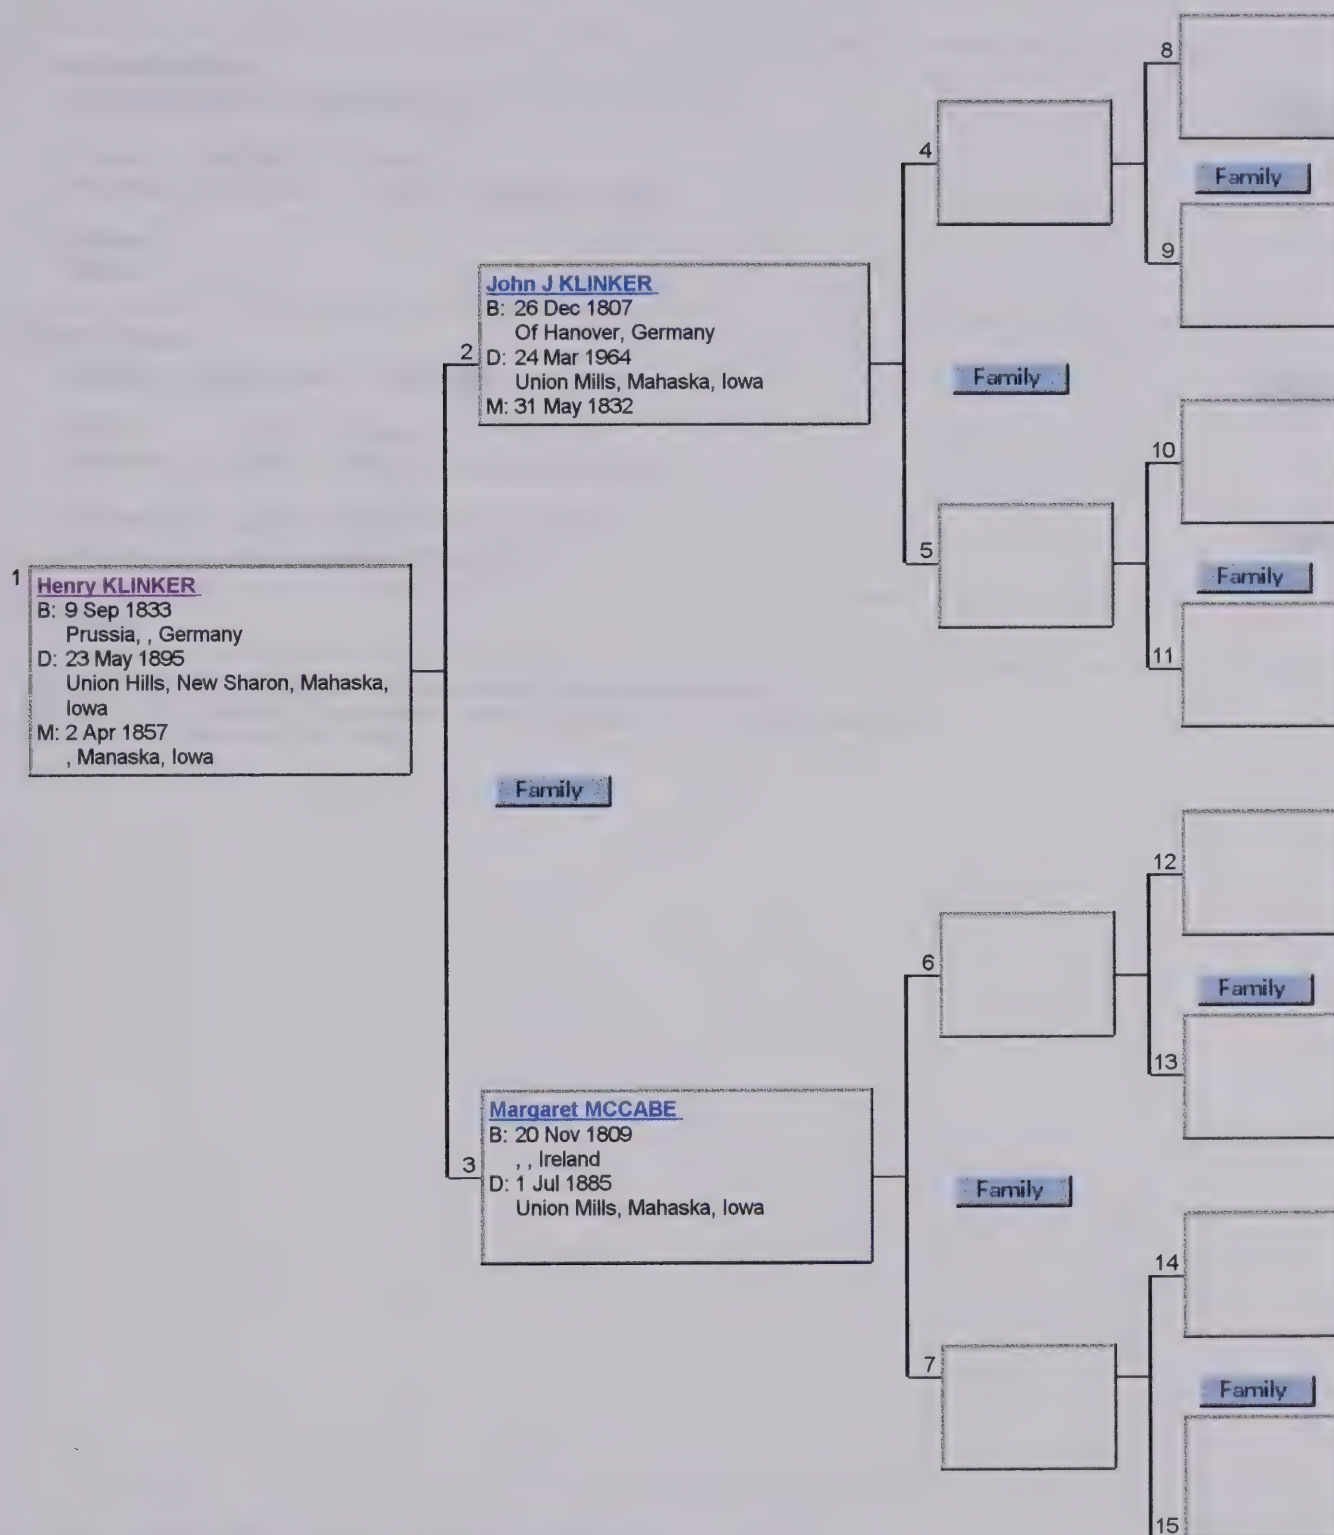 1
Henry KLINKER
B: 9 Sep 1833
Prussia, , Germany
D: 23 May 1895
Union Hills, New Sharon, Mahaska,
Iowa
M: 2 Apr 1857
, Manaska, Iowa
2
John J KLINKER
B: 26 Dec 1807
Of Hanover, Germany
D: 24 Mar 1964
Union Mills, Mahaska, Iowa
M: 31 May 1832
Family
3
Margaret MCCABE
B: 20 Nov 1809
, , Ireland
D: 1 Jul 1885
Union Mills, Mahaska, Iowa
4
Family
5
6
Family
7
8
Family
9
10
Family
11
12
Family
13
14
Family
15